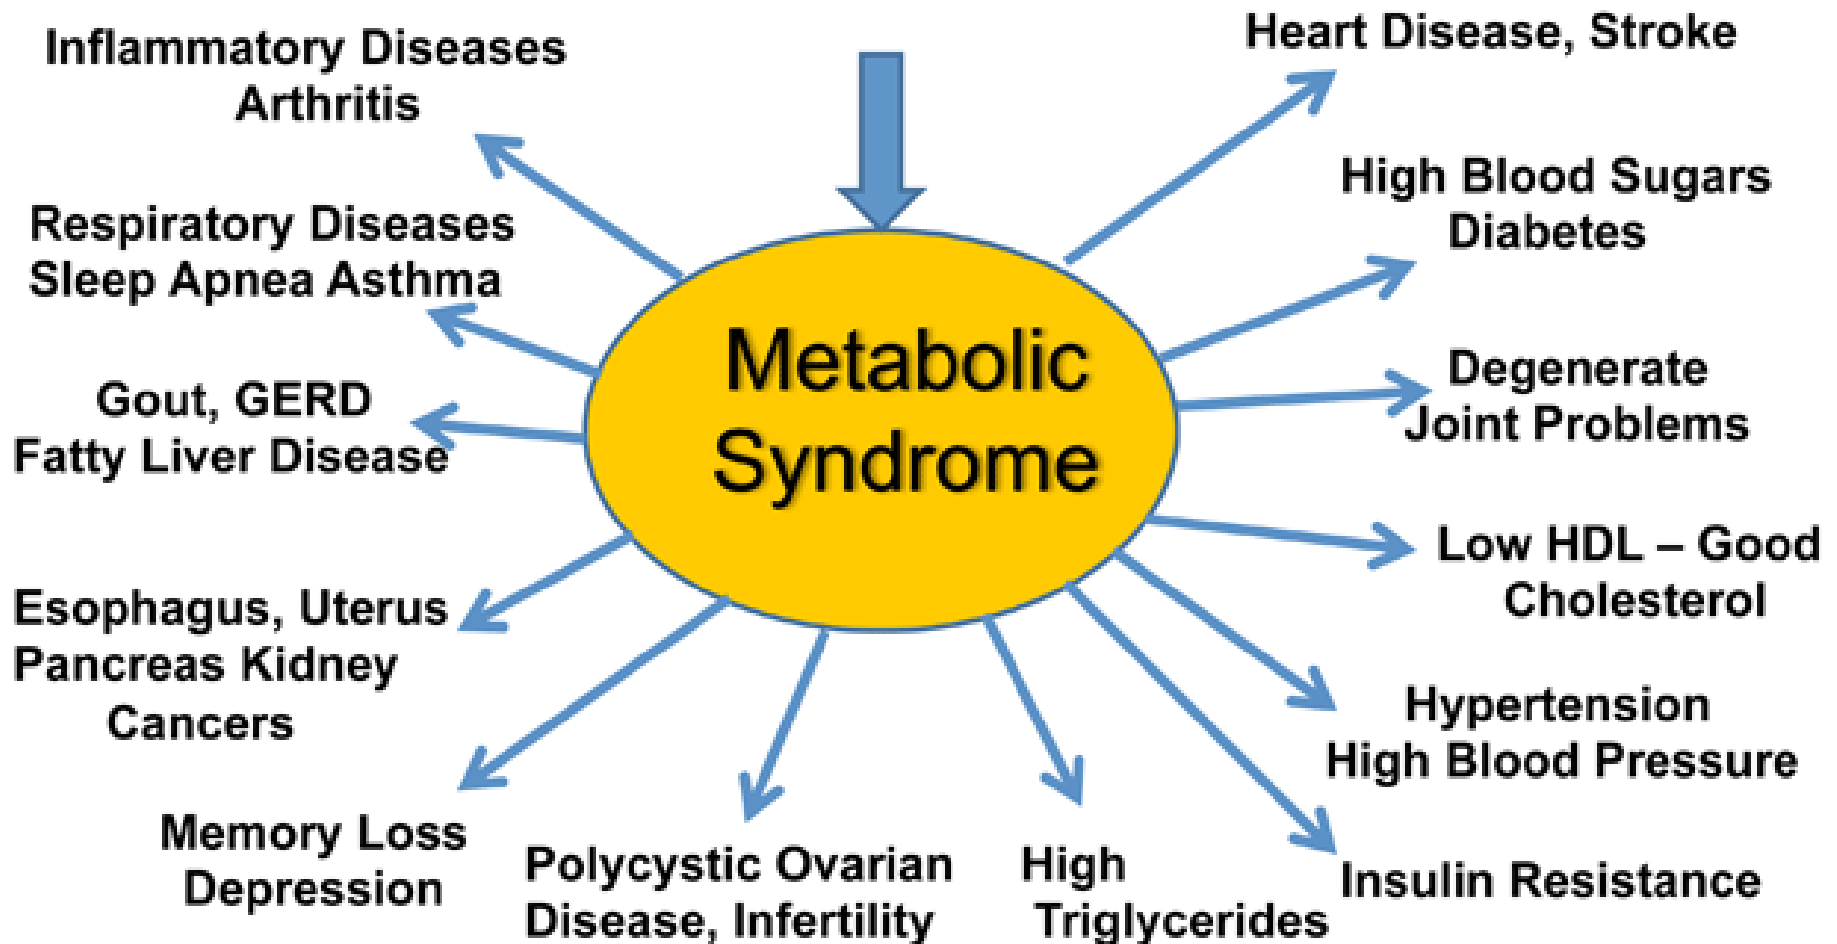 Inflammatory Diseases
Arthritis
Respiratory Diseases
Sleep Apnea Asthma
Gout, GERD
Fatty Liver Disease
Esophagus, Uterus
Pancreas Kidney
Cancers
Memory Loss
Depression
Metabolic
Syndrome
Polycystic Ovarian
Disease, Infertility
High
Triglycerides
Heart Disease, Stroke
High Blood Sugars
Diabetes
Degenerate
Joint Problems
Low HDL – Good
Cholesterol
Hypertension
High Blood Pressure
Insulin Resistance